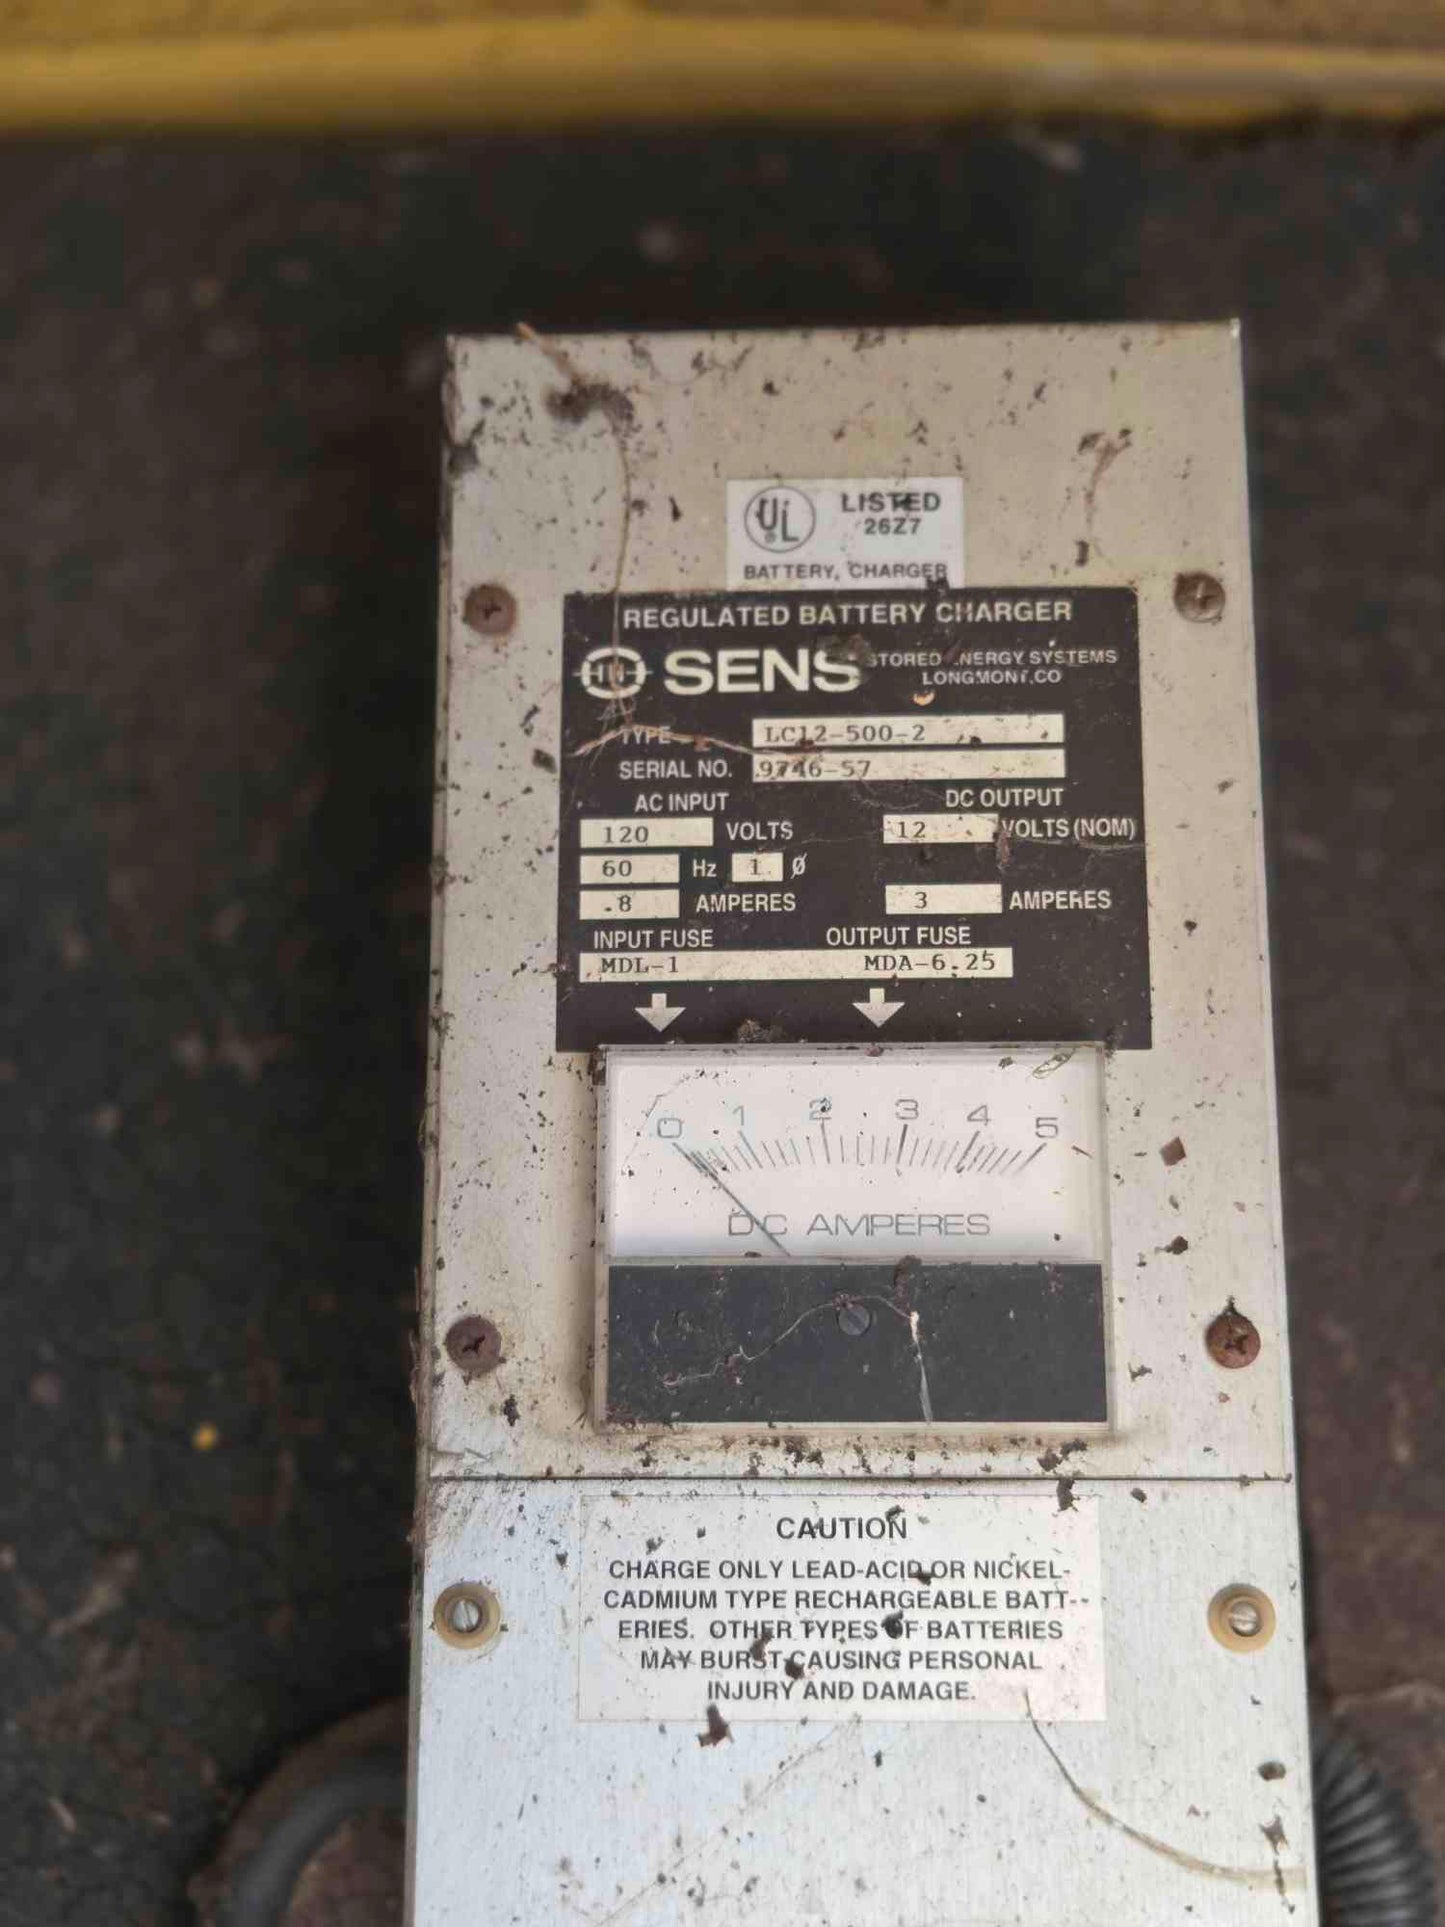 UL
®
LISTED
26Z7
BATTERY, CHARGER
REGULATED BATTERY CHARGER
SENS STORED ENERGY SYSTEMS
LONGMONT, CO
TYPE LC12-500-2
SERIAL NO. 9746-57
AC INPUT DC OUTPUT
120 VOLTS 12 VOLTS (NOM)
60 Hz 1 Ø
.8 AMPERES 3 AMPERES
INPUT FUSE OUTPUT FUSE
MDL-1 MDA-6.25
0 1 2 3 4 5
DC AMPERES
CAUTION
CHARGE ONLY LEAD-ACID OR NICKEL-
CADMIUM TYPE RECHARGEABLE BATT-
ERIES. OTHER TYPES OF BATTERIES
MAY BURST CAUSING PERSONAL
INJURY AND DAMAGE.